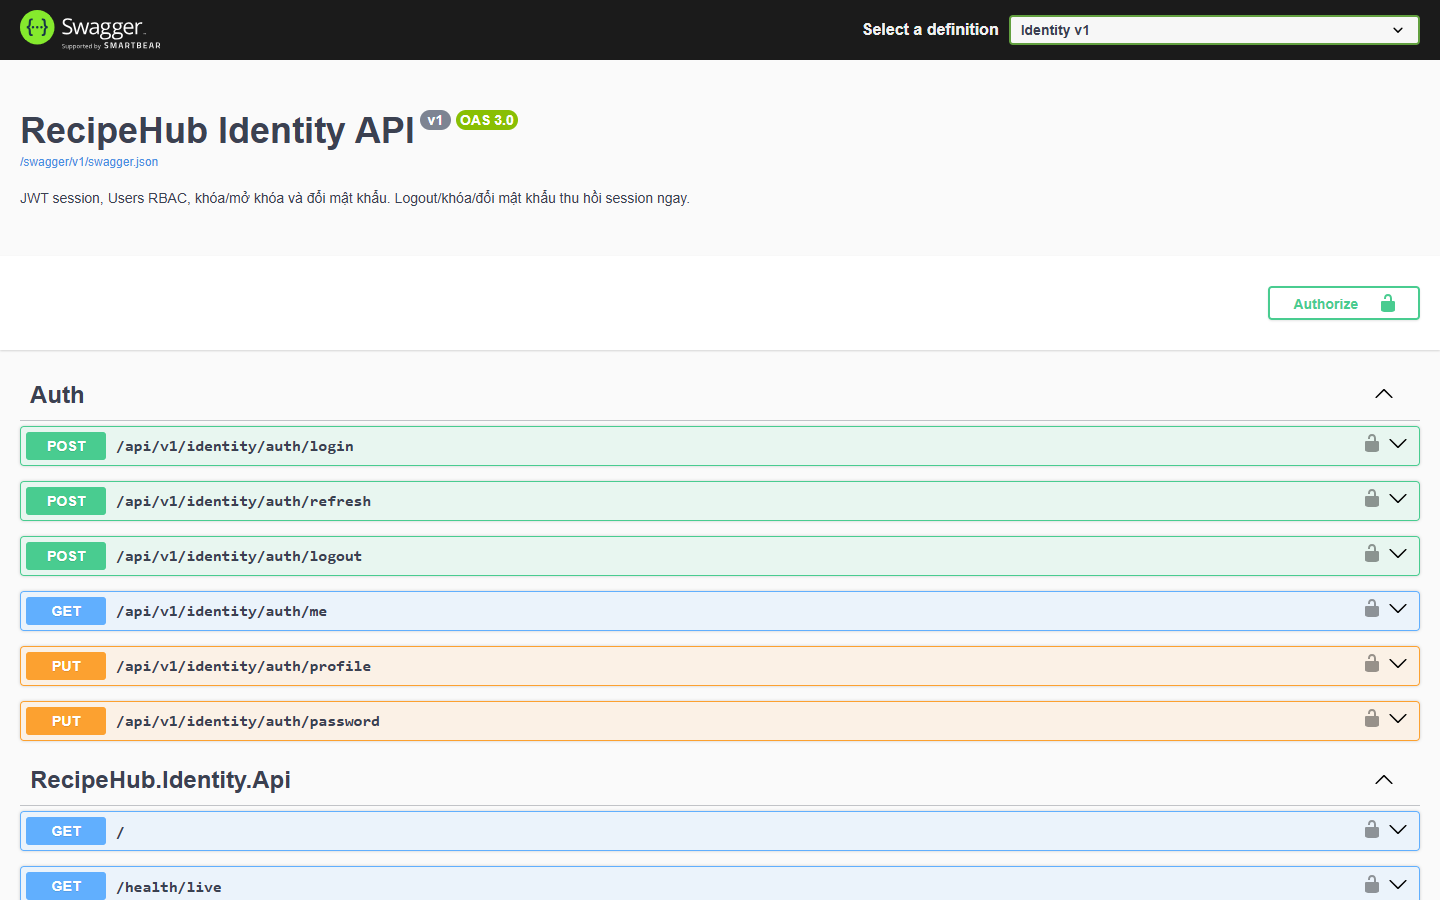 Swagger
Supported by SMARTBEAR
Select a definition
Identity v1
RecipeHub Identity API v1 OAS 3.0
/swagger/v1/swagger.json
JWT session, Users RBAC, khóa/mở khóa và đổi mật khẩu. Logout/khóa/đổi mật khẩu thu hồi session ngay.
Authorize
Auth
POST /api/v1/identity/auth/login
POST /api/v1/identity/auth/refresh
POST /api/v1/identity/auth/logout
GET /api/v1/identity/auth/me
PUT /api/v1/identity/auth/profile
PUT /api/v1/identity/auth/password
RecipeHub.Identity.Api
GET /
GET /health/live